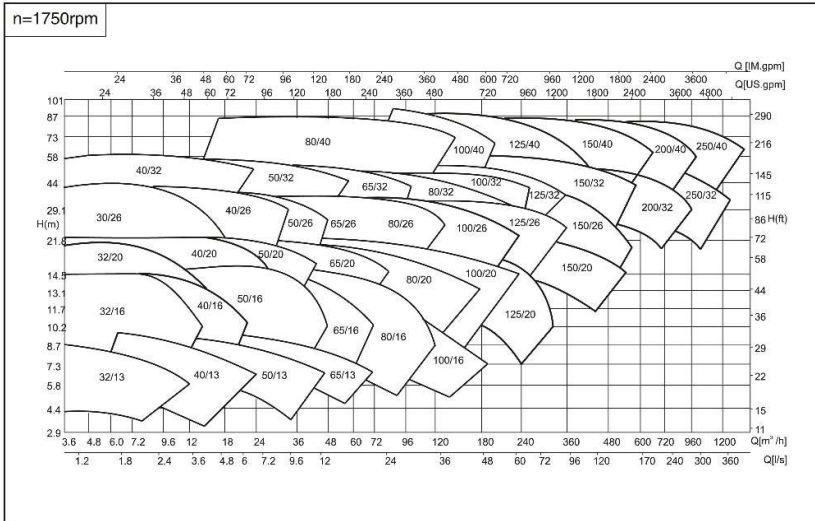 n=1750rpm
Q [IM.gpm]
24 36 48 60 72 96 120 180 240 360 480 600 720 960 1200 1800 2400 3600
Q[US.gpm]
24 36 48 60 72 96 120 180 240 300 480 720 960 1200 1800 2400 3600 4800
101 290
87
73 216
58 145
44 115
29.1 86
H(m) H(ft)
21.8 72
58
14.5
13.1 44
11.7
10.2 36
8.7 29
7.3
5.8 22
4.4 15
2.9 11
80/40 100/40 125/40 150/40 200/40 250/40
40/32 50/32 65/32 80/32 100/32 125/32 150/32 200/32 250/32
30/26 40/26 50/26 65/26 80/26 100/26 125/26 150/26
32/20 40/20 50/20 65/20 80/20 100/20 125/20 150/20
32/16 40/16 50/16 65/16 80/16 100/16
32/13 40/13 50/13 65/13
3.6 4.8 6.0 7.2 9.6 12 18 24 36 48 60 72 96 120 180 240 360 480 600 720 960 1200 Q[m³ /h]
1.2 1.8 2.4 3.6 4.8 6 7.2 9.6 12 24 36 48 60 72 96 120 170 240 300 360 Q[l/s]